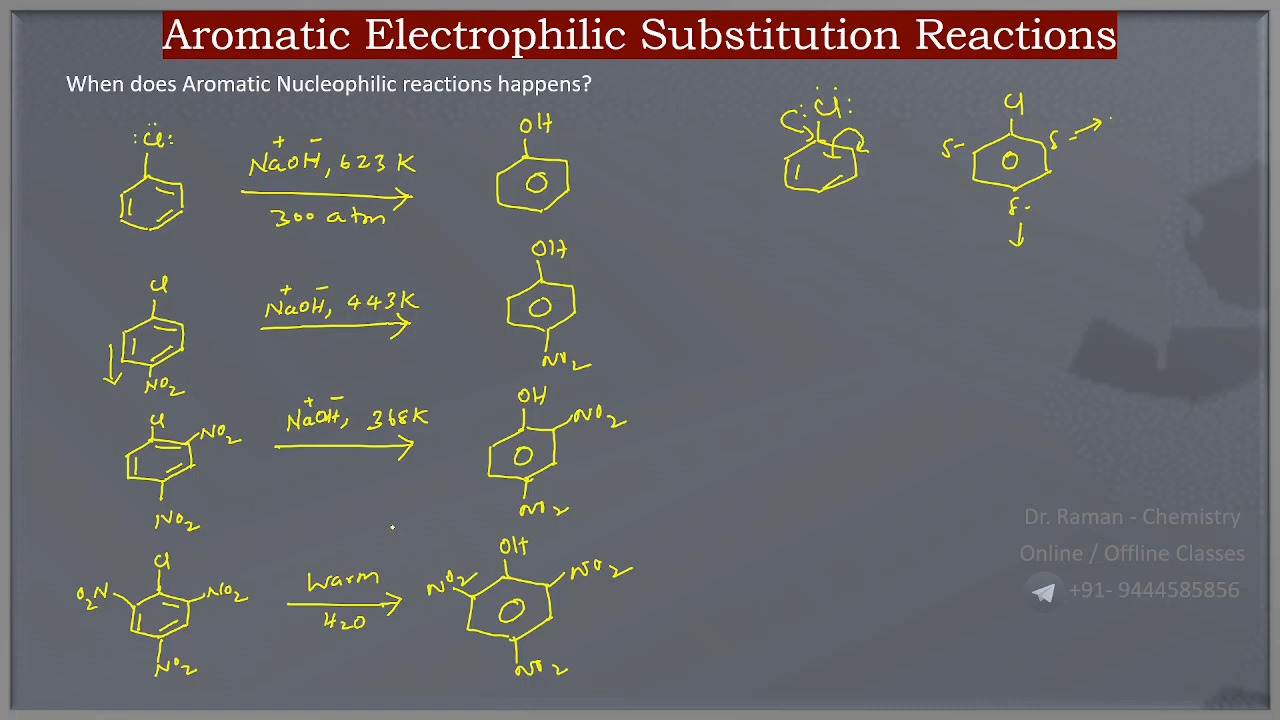 Aromatic Electrophilic Substitution Reactions
When does Aromatic Nucleophilic reactions happens?
:C̈l:
+ −
NaOH, 623 K
300 atm
OH
:C̈l:
Cl
δ-
δ-
δ-
Cl
NO2
+ −
NaOH, 443K
OH
NO2
Cl
NO2
NO2
+ −
NaOH, 368K
OH
NO2
NO2
Cl
O2N
NO2
NO2
Warm
H2O
OH
NO2
NO2
NO2
Dr. Raman - Chemistry
Online / Offline Classes
+91- 9444585856